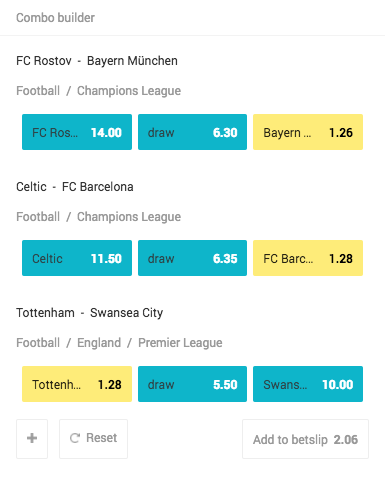 Combo builder
FC Rostov - Bayern München
Football / Champions League
FC Ros... 14.00 draw 6.30 Bayern ... 1.26
Celtic - FC Barcelona
Football / Champions League
Celtic 11.50 draw 6.35 FC Barc... 1.28
Tottenham - Swansea City
Football / England / Premier League
Tottenh... 1.28 draw 5.50 Swans... 10.00
+ Reset Add to betslip 2.06